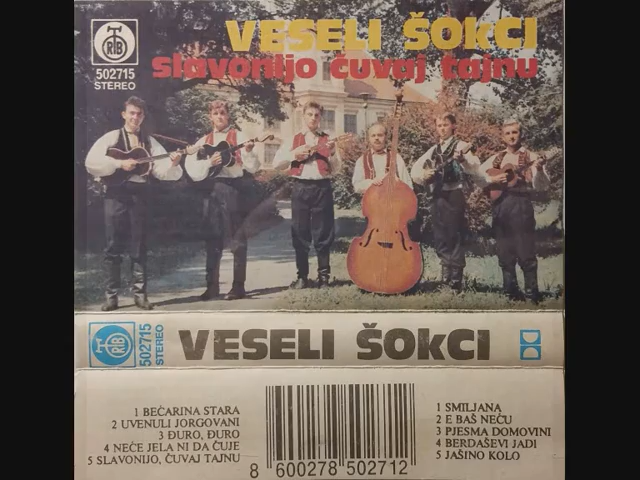 VESELI ŠOKCI
slavonijo čuvaj tajnu
RTB
502715
STEREO
RTB
502715
STEREO
VESELI ŠOKCI
1 BEĆARINA STARA
2 UVENULI JORGOVANI
3 ĐURO, ĐURO
4 NEĆE JELA NI DA ČUJE
5 SLAVONIJO, ČUVAJ TAJNU
8 600278 502712
1 SMILJANA
2 E BAŠ NEĆU
3 PJESMA DOMOVINI
4 BERDAŠEVI JADI
5 JAŠINO KOLO